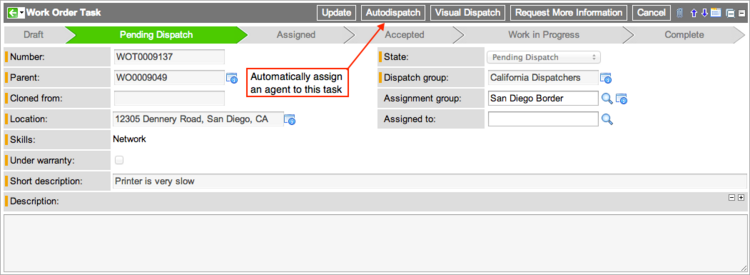 Work Order Task
Update
Autodispatch
Visual Dispatch
Request More Information
Cancel
Draft
Pending Dispatch
Assigned
Accepted
Work in Progress
Complete
Number:
WOT0009137
State:
Pending Dispatch
Automatically assign
an agent to this task
Parent:
WO0009049
Dispatch group:
California Dispatchers
Cloned from:
Assignment group:
San Diego Border
Location:
12305 Dennery Road, San Diego, CA
Assigned to:
Skills:
Network
Under warranty:
Short description:
Printer is very slow
Description: